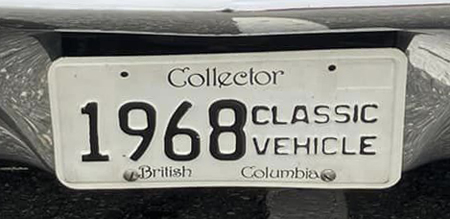 Collector
1968 CLASSIC
VEHICLE
British Columbia